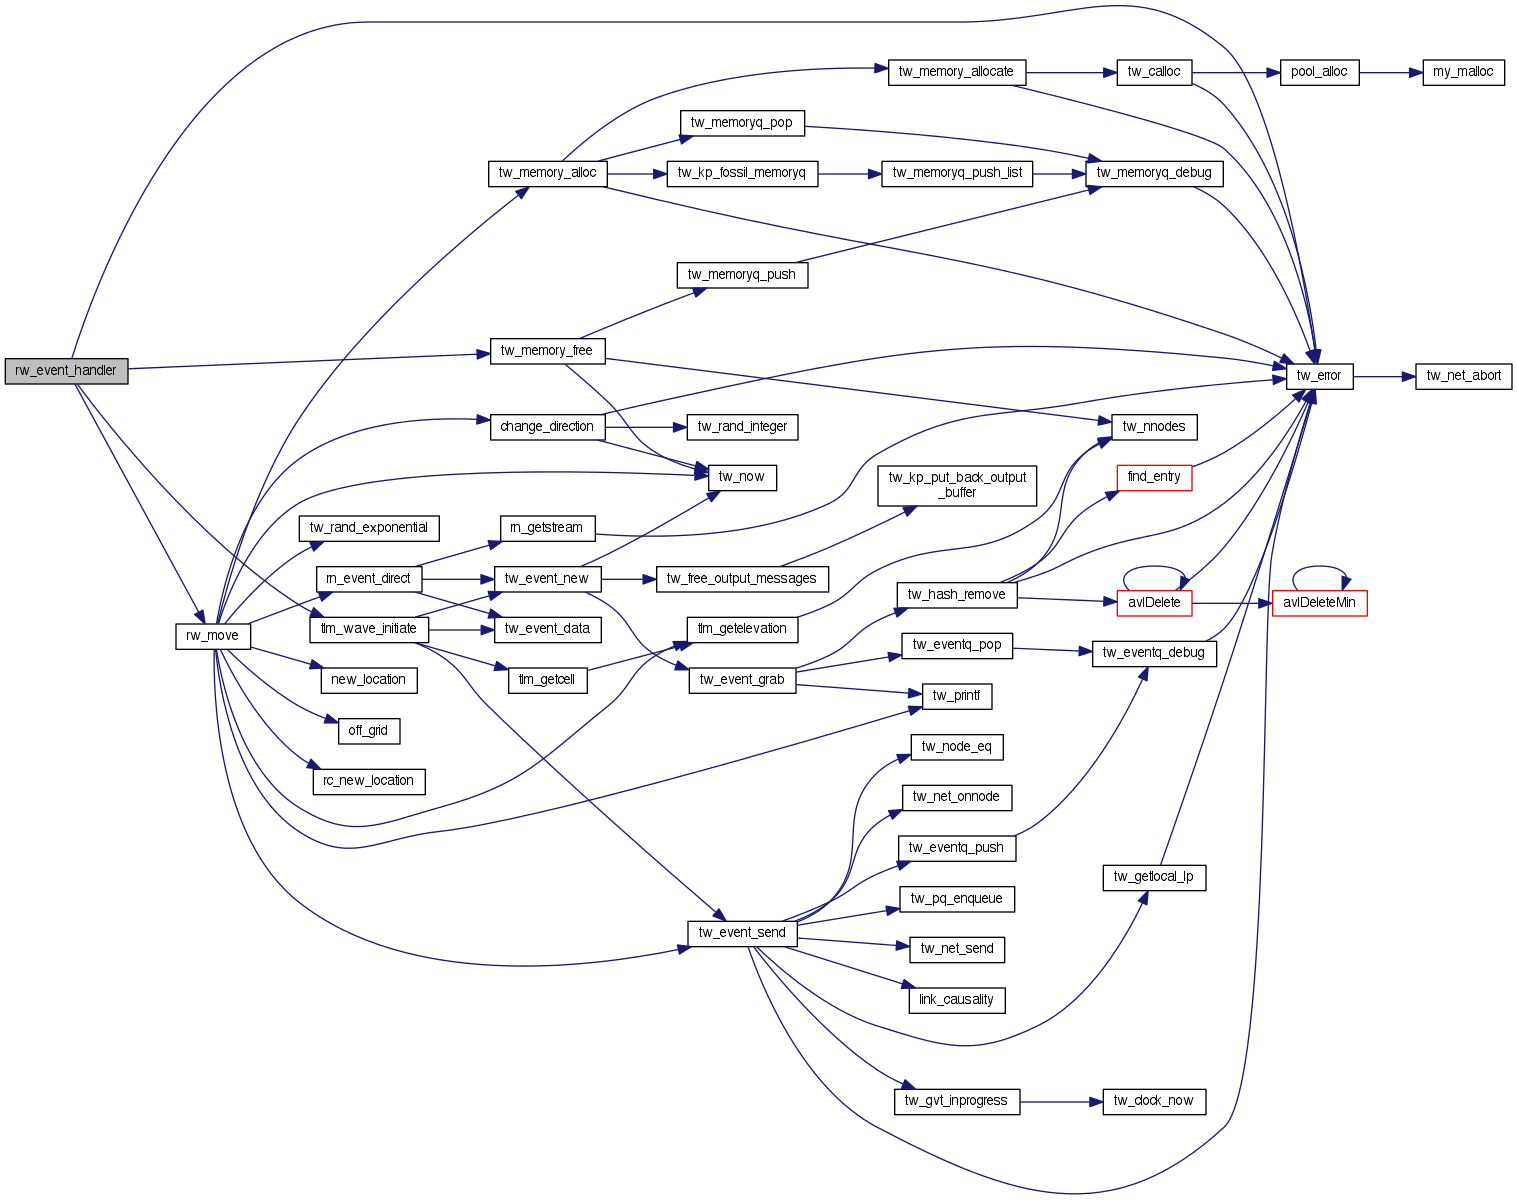 tw_memory_allocate
tw_calloc
pool_alloc
my_malloc
tw_memoryq_pop
tw_memory_alloc
tw_kp_fossil_memoryq
tw_memoryq_push_list
tw_memoryq_debug
tw_memoryq_push
tw_memory_free
rw_event_handler
tw_error
tw_net_abort
change_direction
tw_rand_integer
tw_nnodes
tw_now
tw_kp_put_back_output
_buffer
find_entry
tw_rand_exponential
rn_getstream
rn_event_direct
tw_event_new
tw_free_output_messages
tw_hash_remove
avlDelete
avlDeleteMin
rw_move
tlm_wave_initiate
tw_event_data
tlm_getelevation
tw_eventq_pop
tw_eventq_debug
new_location
tlm_getcell
tw_event_grab
tw_printf
off_grid
tw_node_eq
rc_new_location
tw_net_onnode
tw_eventq_push
tw_getlocal_lp
tw_pq_enqueue
tw_event_send
tw_net_send
link_causality
tw_gvt_inprogress
tw_clock_now